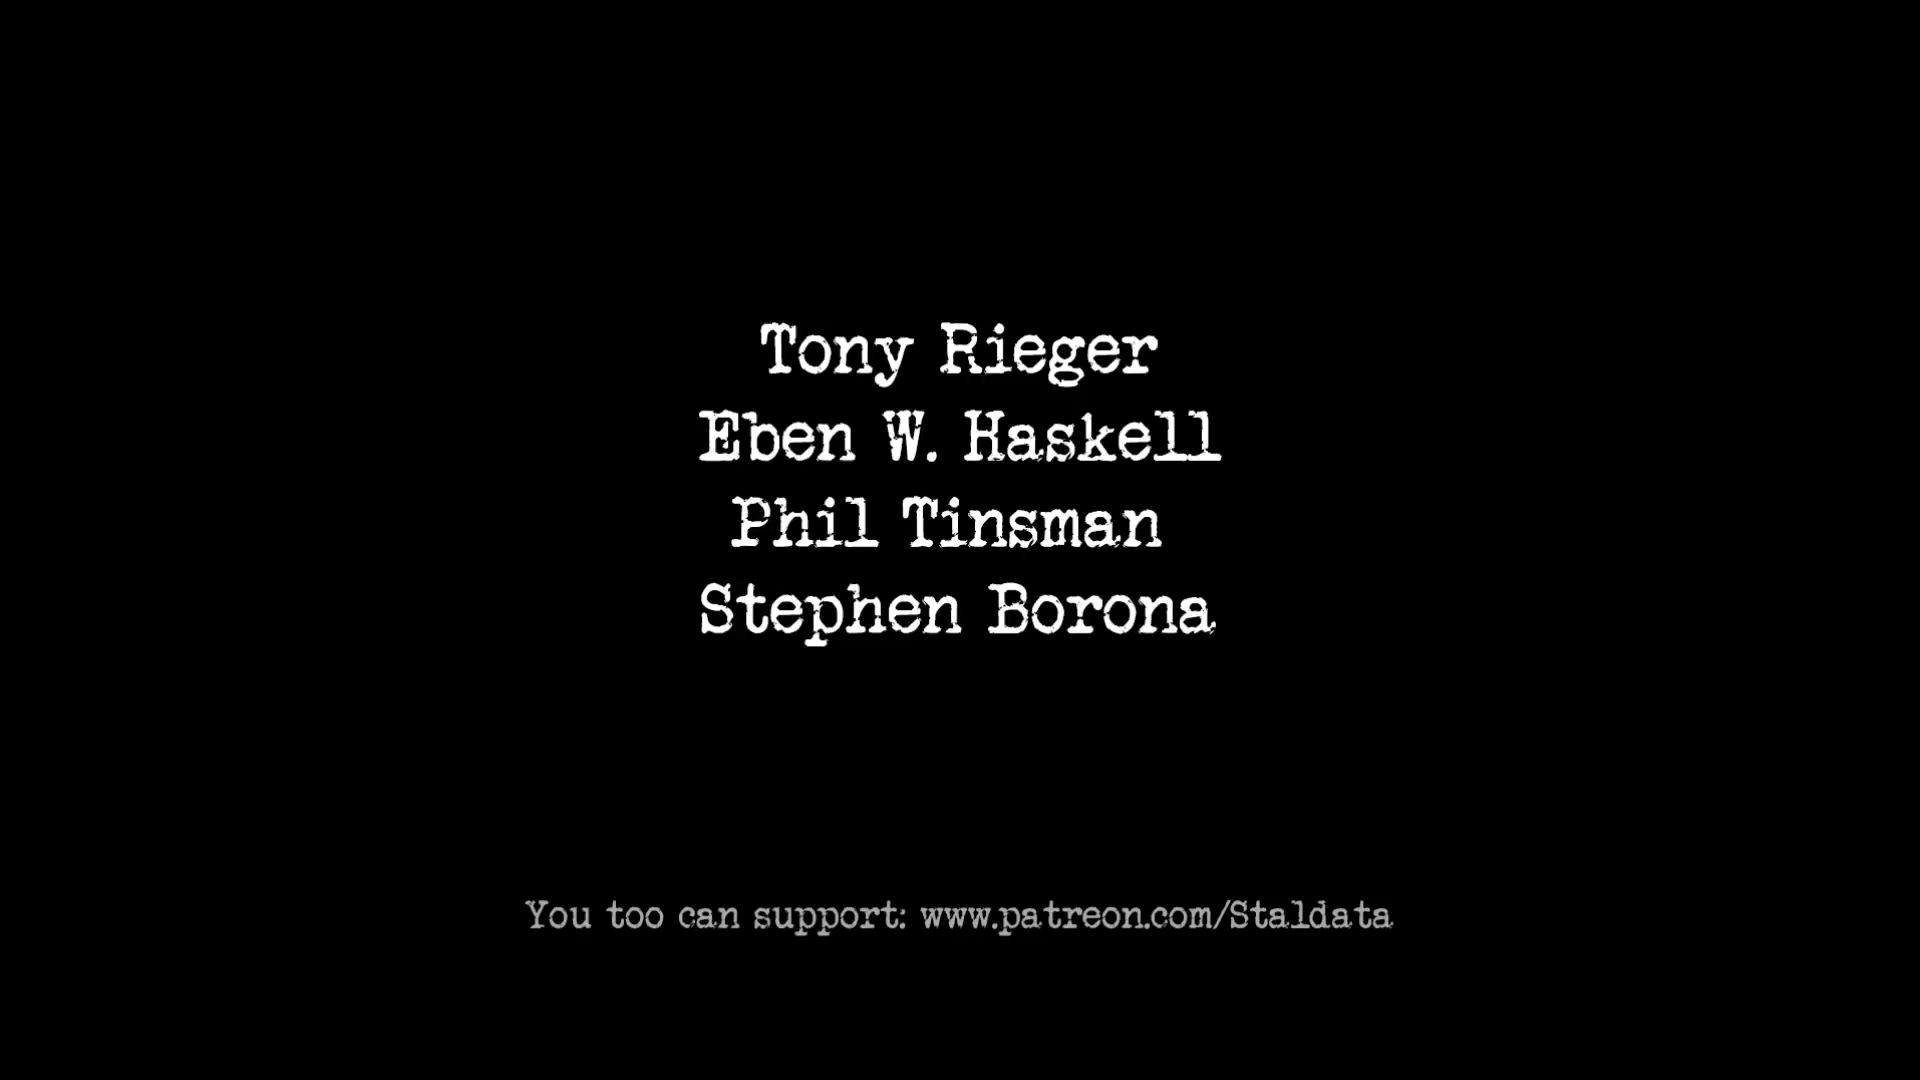 Tony Rieger
Eben W. Haskell
Phil Tinsman
Stephen Borona
You too can support: www.patreon.com/Staldata